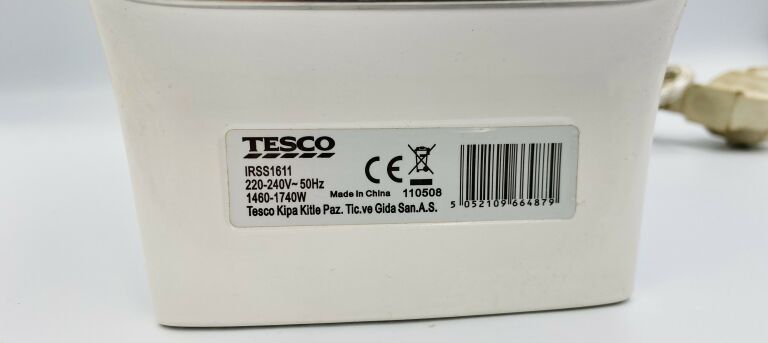 TESCO
IRSS1611
220-240V~ 50Hz
1460-1740W
Made in China 110508
Tesco Kipa Kitle Paz. Tic.ve Gida San.A.S.
5 052109 664879